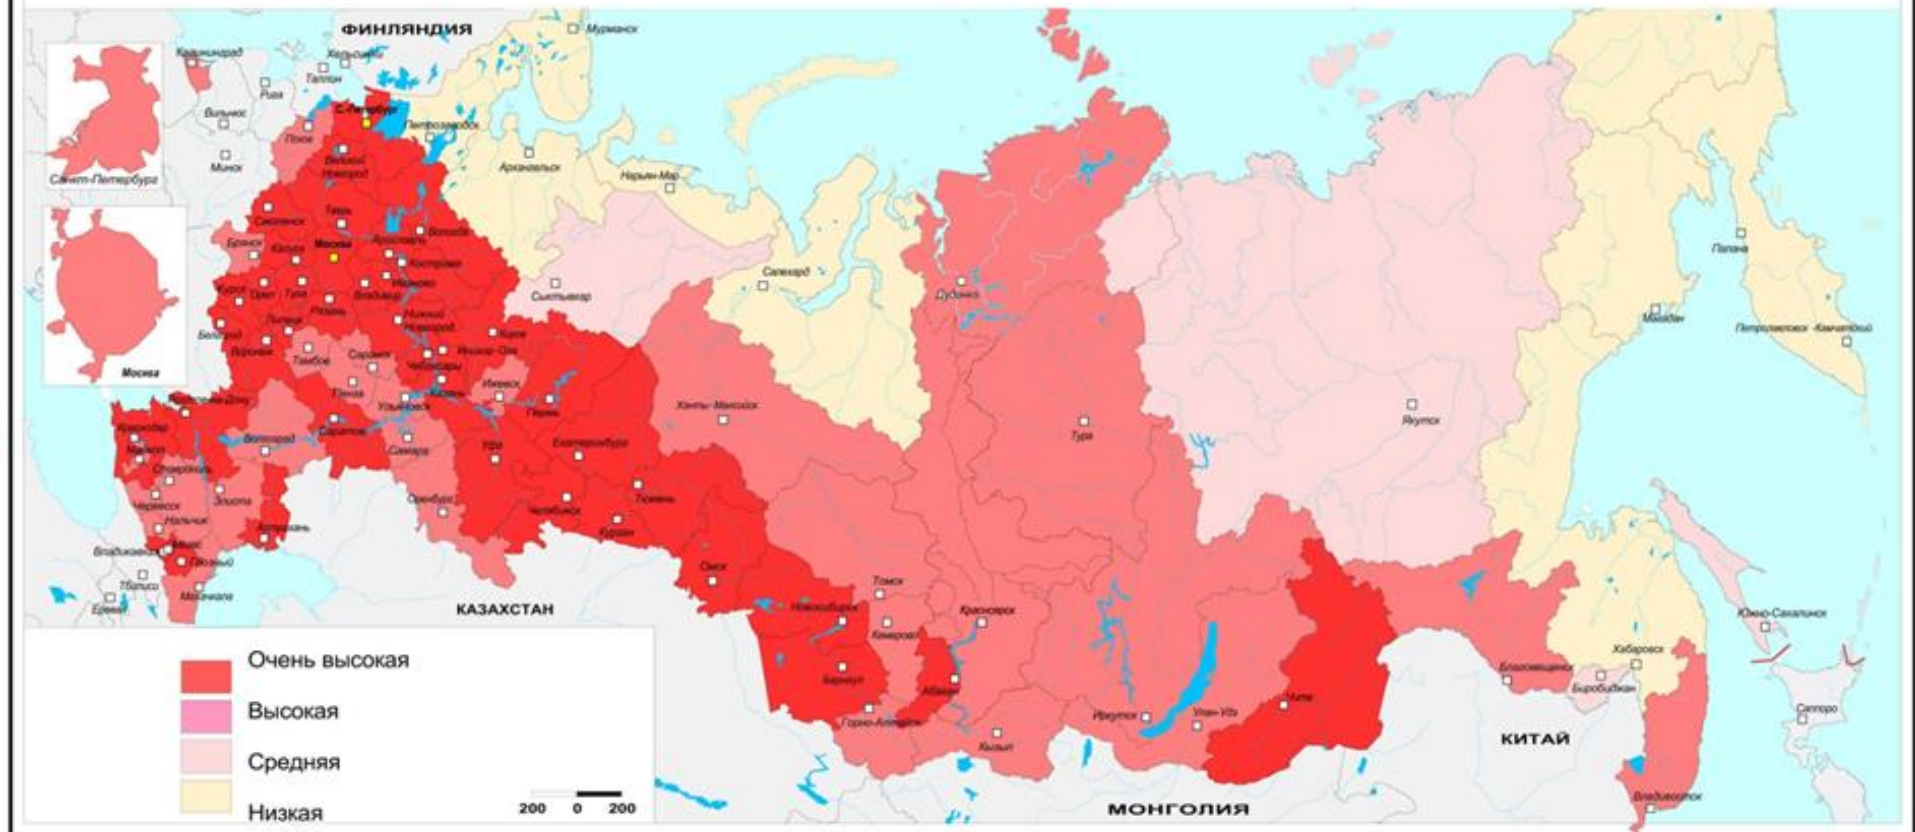 ФИНЛЯНДИЯ
Мурманск
Калининград
Хельсинки
Таллин
Рига
С.-Петербург
Вильнюс
Петрозаводск
Псков
Минск
Великий
Новгород
Архангельск
Нарьян-Мар
Санкт-Петербург
Смоленск
Тверь
Вологда
Брянск
Калуга
Москва
Ярославль
Кострома
Палана
Салехард
Сыктывкар
Дудинка
Курск
Орел
Тула
Владимир
Иваново
Рязань
Нижний
Новгород
Магадан
Петропавловск-Камчатский
Белгород
Липецк
Киров
Воронеж
Тамбов
Саранск
Йошкар-Ола
Москва
Чебоксары
Пенза
Ижевск
Казань
Ростов-на-Дону
Ульяновск
Пермь
Ханты-Мансийск
Якутск
Краснодар
Майкоп
Волгоград
Саратов
Самара
Уфа
Екатеринбург
Тура
Ставрополь
Черкесск
Элиста
Оренбург
Тюмень
Нальчик
Астрахань
Челябинск
Курган
Владикавказ
Грозный
Тбилиси
Махачкала
Ереван
Омск
Томск
КАЗАХСТАН
Новосибирск
Кемерово
Красноярск
Южно-Сахалинск
Хабаровск
Барнаул
Абакан
Благовещенск
Биробиджан
Горно-Алтайск
Иркутск
Улан-Удэ
Чита
Саппоро
Кызыл
КИТАЙ
Владивосток
МОНГОЛИЯ
Очень высокая
Высокая
Средняя
Низкая
200 0 200